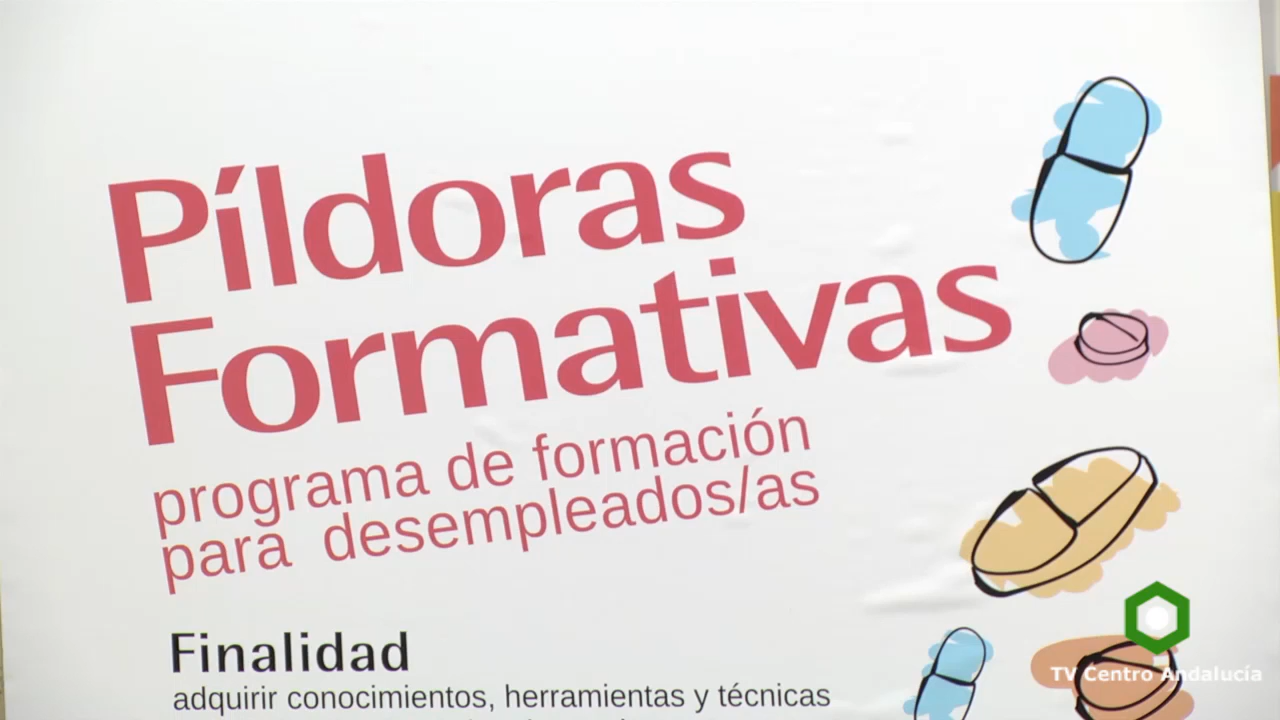 Píldoras
Formativas
programa de formación
para desempleados/as
Finalidad
adquirir conocimientos, herramientas y técnicas
TV Centro Andalucía